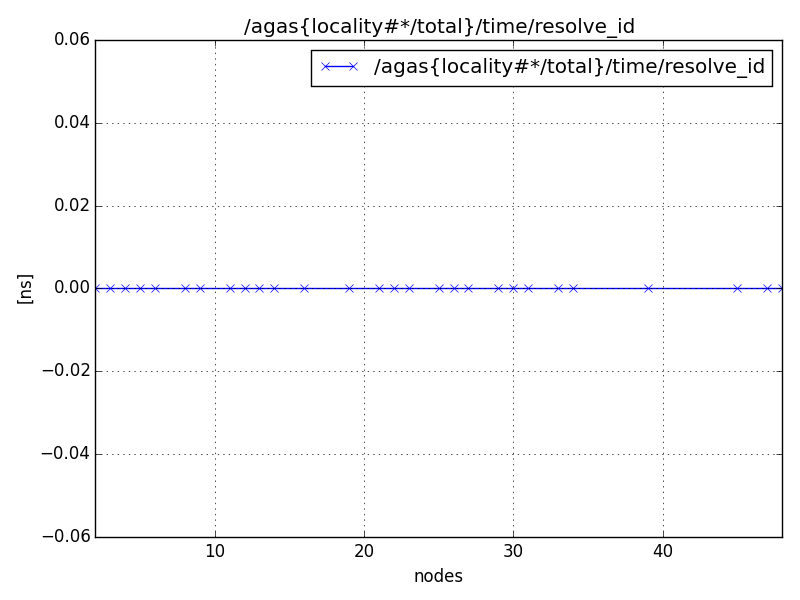 /agas{locality#*/total}/time/resolve_id
/agas{locality#*/total}/time/resolve_id
0.06
0.04
0.02
0.00
−0.02
−0.04
−0.06
[ns]
10 20 30 40
nodes